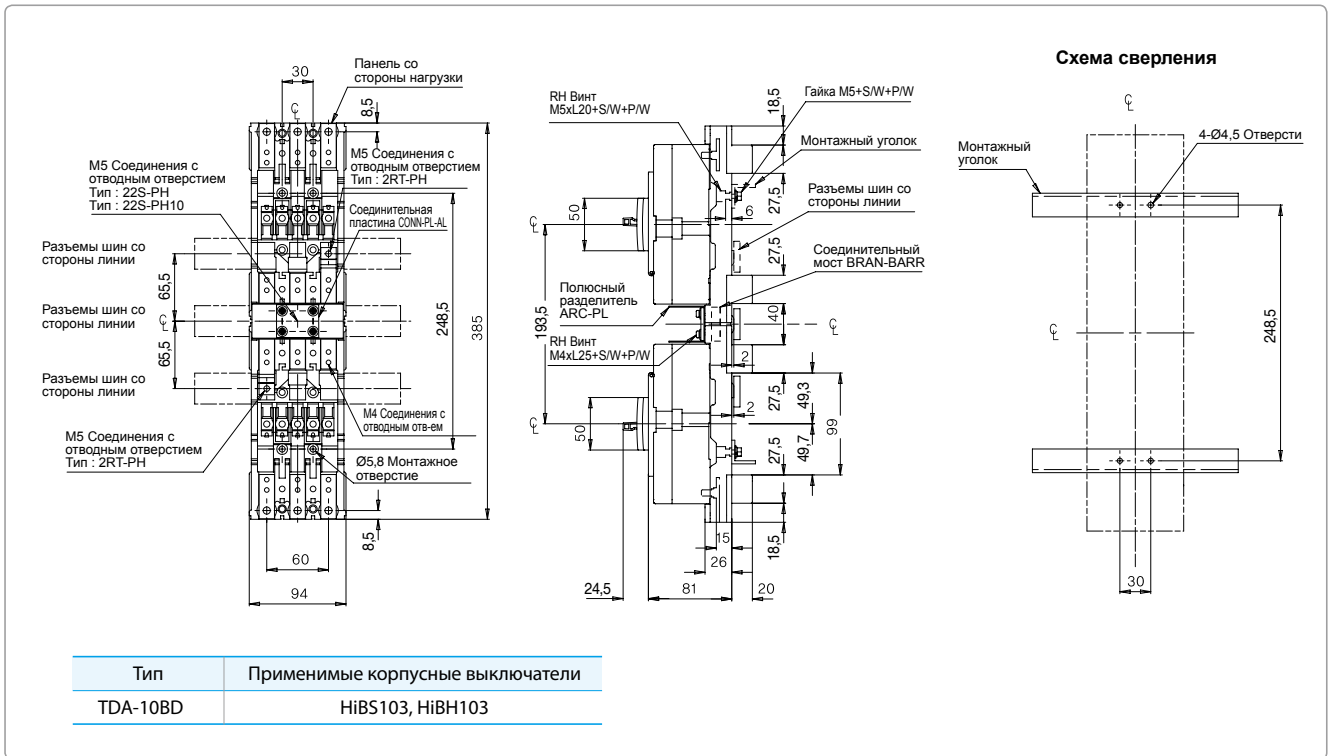 30
Панель со
стороны нагрузки
8,5
M5 Соединения с
отводным отверстием
Тип : 22S-PH
Тип : 22S-PH10
M5 Соединения с
отводным отверстием
Тип : 2RT-PH
Соединительная
пластина CONN-PL-AL
Разъемы шин со
стороны линии
65,5
Разъемы шин со
стороны линии
65,5
Разъемы шин со
стороны линии
248,5
385
M4 Соединения с
отводным отв-ем
M5 Соединения с
отводным отверстием
Тип : 2RT-PH
Ø5,8 Монтажное
отверстие
8,5
60
94
RH Винт
M5xL20+S/W+P/W
Гайка M5+S/W+P/W
18,5
Монтажный уголок
27,5
Разъемы шин со
стороны линии
50
6
27,5
Соединительный
мост BRAN-BARR
Полюсный
разделитель
ARC-PL
193,5
40
RH Винт
M4xL25+S/W+P/W
2
27,5
49,3
2
99
50
27,5
49,7
15
18,5
26
24,5
81
20
Схема сверления
4-Ø4,5 Отверсти
Монтажный
уголок
248,5
30
Тип Применимые корпусные выключатели
TDA-10BD HiBS103, HiBH103